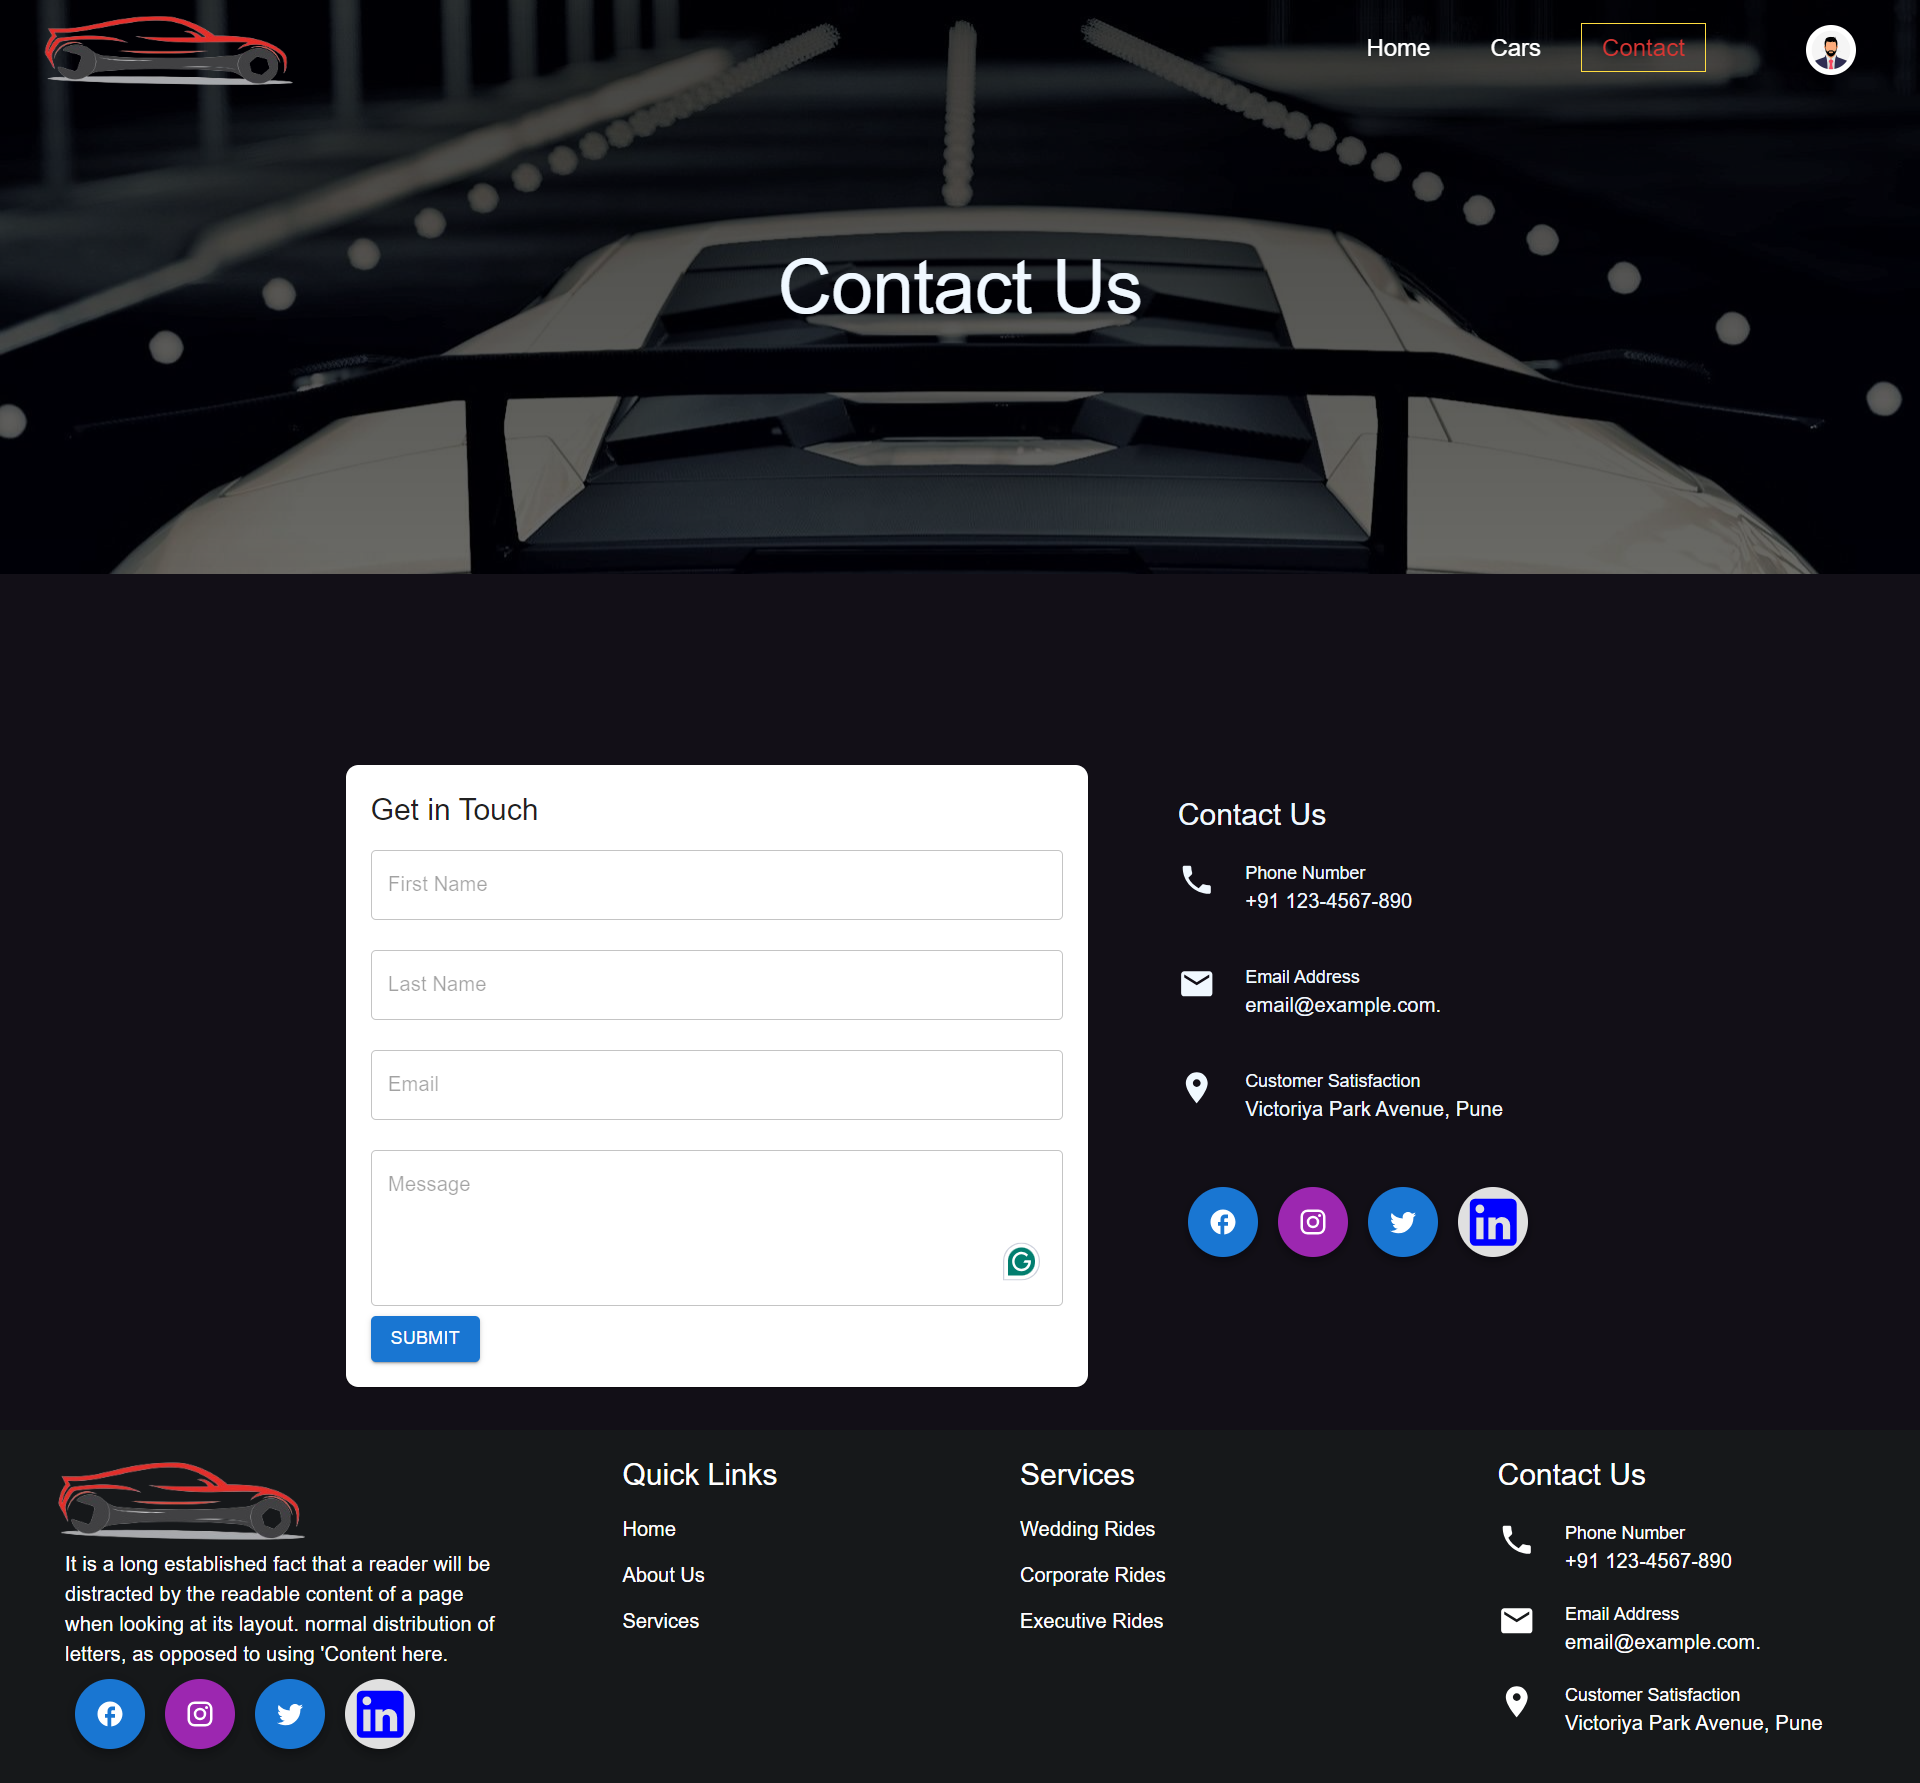 Home
Cars
Contact
Contact Us
Get in Touch
First Name
Last Name
Email
Message
SUBMIT
Contact Us
Phone Number
+91 123-4567-890
Email Address
email@example.com.
Customer Satisfaction
Victoriya Park Avenue, Pune
in
It is a long established fact that a reader will be
distracted by the readable content of a page
when looking at its layout. normal distribution of
letters, as opposed to using 'Content here.
in
Quick Links
Home
About Us
Services
Services
Wedding Rides
Corporate Rides
Executive Rides
Contact Us
Phone Number
+91 123-4567-890
Email Address
email@example.com.
Customer Satisfaction
Victoriya Park Avenue, Pune